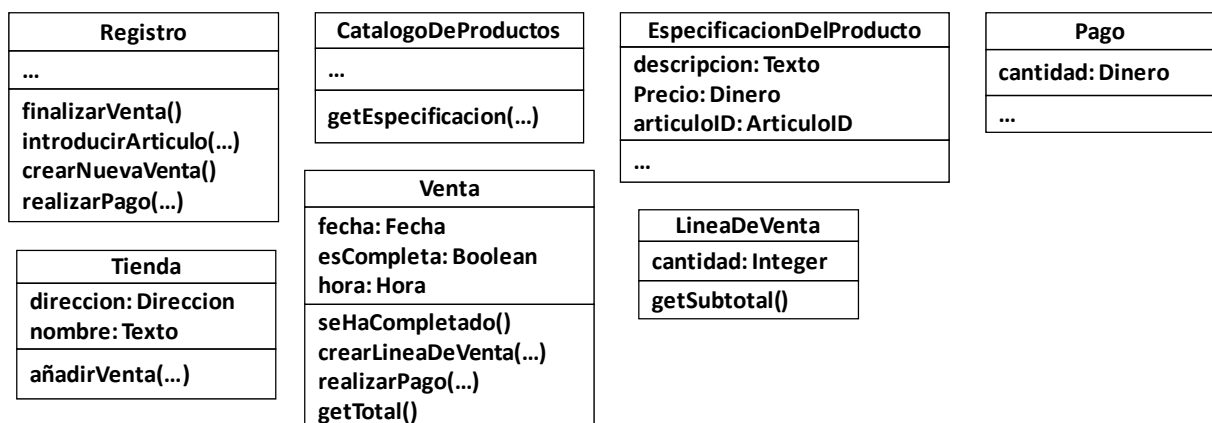 Registro
...
finalizarVenta()
introducirArticulo(...)
crearNuevaVenta()
realizarPago(...)
CatalogoDeProductos
...
getEspecificacion(...)
EspecificacionDelProducto
descripcion: Texto
Precio: Dinero
articuloID: ArticuloID
...
Pago
cantidad: Dinero
...
Tienda
direccion: Direccion
nombre: Texto
añadirVenta(...)
Venta
fecha: Fecha
esCompleta: Boolean
hora: Hora
seHaCompletado()
crearLineaDeVenta(...)
realizarPago(...)
getTotal()
LineaDeVenta
cantidad: Integer
getSubtotal()